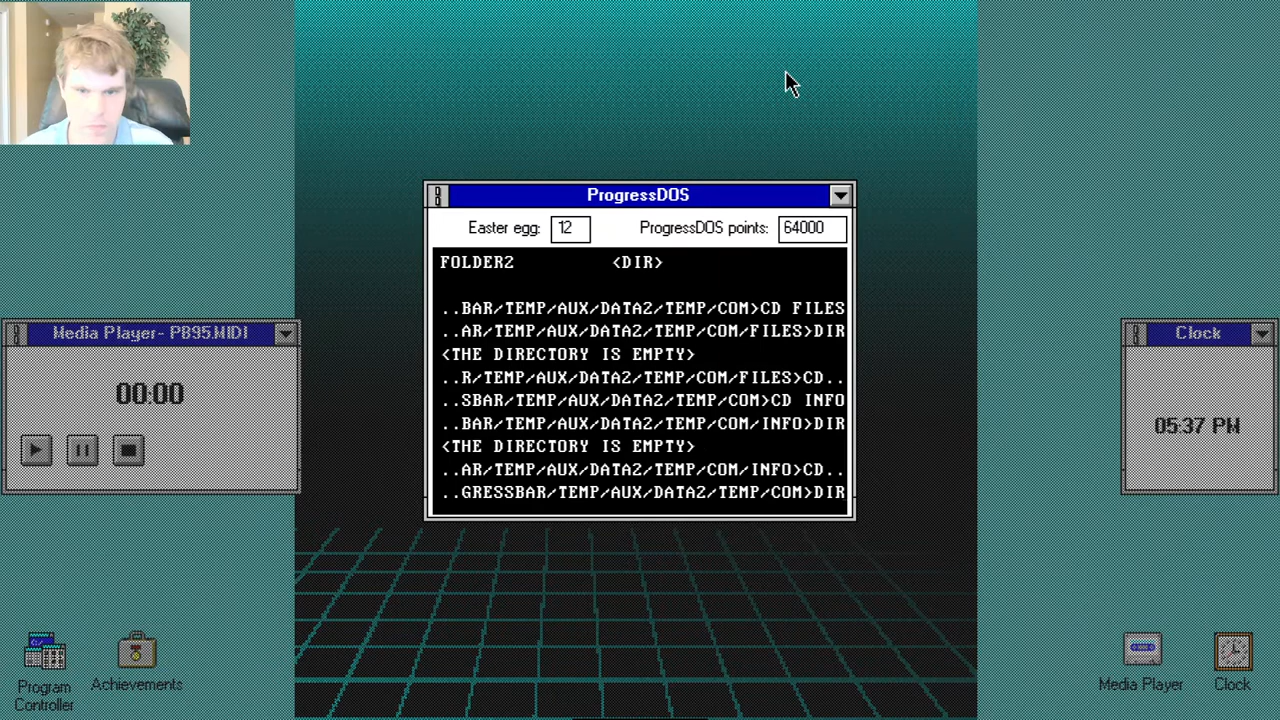 ProgressDOS
Easter egg: 12 ProgressDOS points: 64000
FOLDER2 <DIR>
..BAR/TEMP/AUX/DATA2/TEMP/COM>CD FILES
..AR/TEMP/AUX/DATA2/TEMP/COM/FILES>DIR
<THE DIRECTORY IS EMPTY>
..R/TEMP/AUX/DATA2/TEMP/COM/FILES>CD..
..SBAR/TEMP/AUX/DATA2/TEMP/COM>CD INFO
..BAR/TEMP/AUX/DATA2/TEMP/COM/INFO>DIR
<THE DIRECTORY IS EMPTY>
..AR/TEMP/AUX/DATA2/TEMP/COM/INFO>CD..
..GRESSBAR/TEMP/AUX/DATA2/TEMP/COM>DIR
Media Player- PB95.MIDI
00:00
Clock
05:37 PM
Program
Controller
Achievements
Media Player
Clock